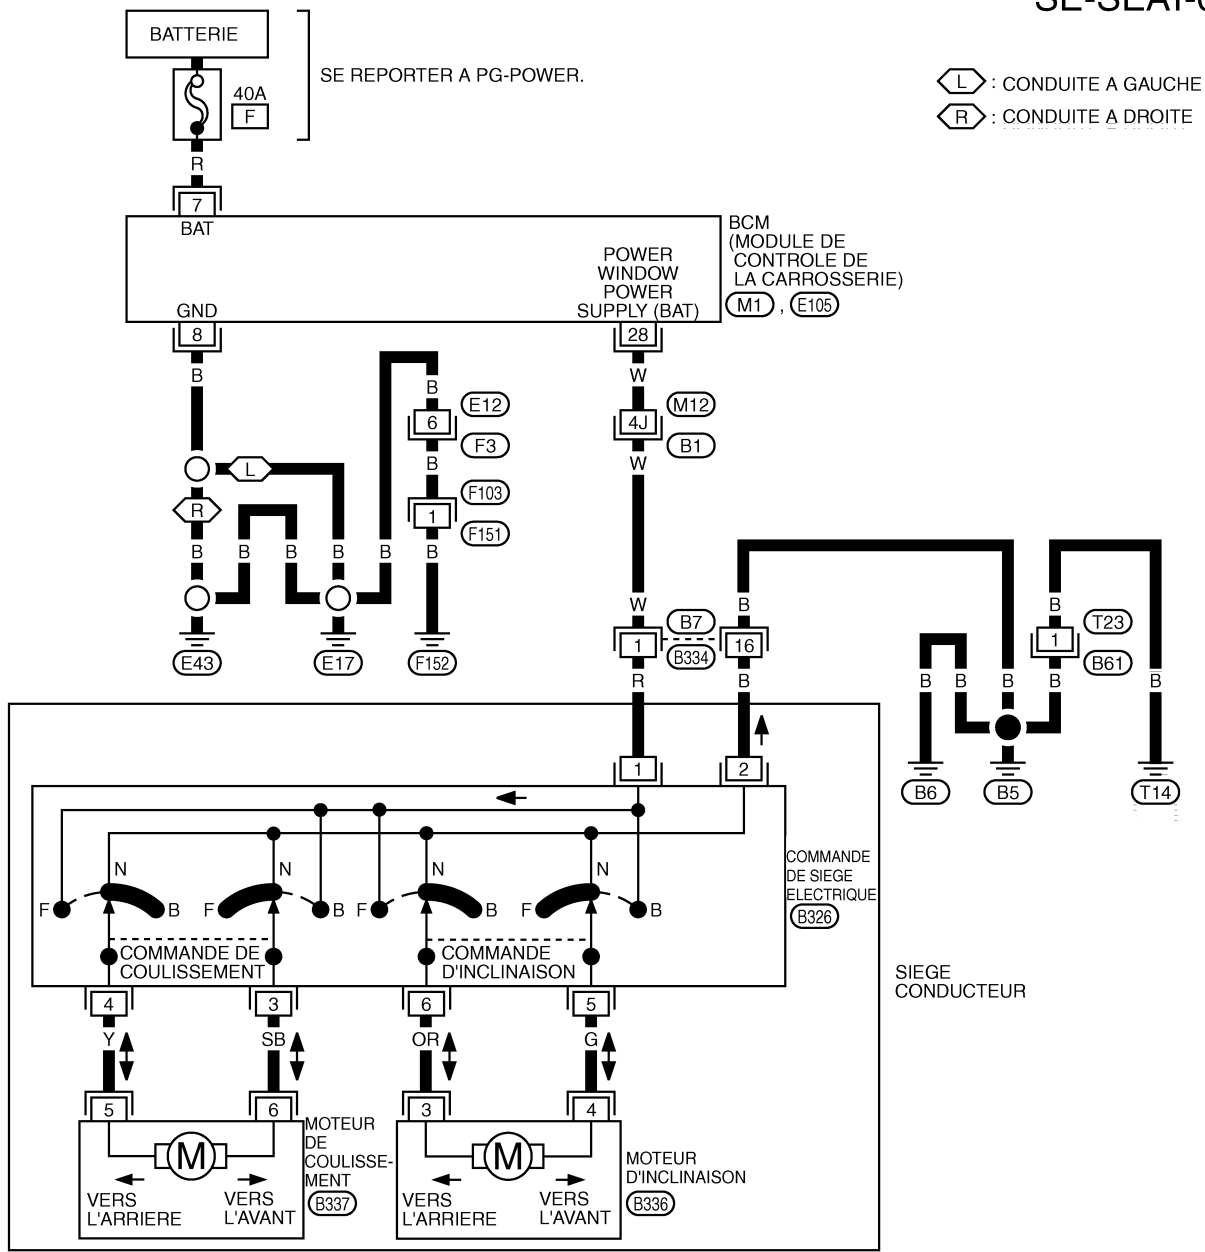 BATTERIE
40A
F
SE REPORTER A PG-POWER.
L : CONDUITE A GAUCHE
R : CONDUITE A DROITE
R
7
BAT
BCM
(MODULE DE
CONTROLE DE
LA CARROSSERIE)
M1 , E105
POWER
WINDOW
POWER
SUPPLY (BAT)
GND
8
28
B
W
B
E12
6
F3
M12
4J
B1
B
W
L
F103
1
F151
R
B B B B B B
W B B
B7
1 16
B334
T23
1
B61
E43 E17 F152
R B B B B B B
1 2
B6 B5 T14
N N N N
F B F B F B F B
COMMANDE DE
COULISSEMENT
COMMANDE
D'INCLINAISON
COMMANDE
DE SIEGE
ELECTRIQUE
B326
SIEGE
CONDUCTEUR
4 3 6 5
Y SB OR G
5 6 3 4
M
VERS
L'ARRIERE
VERS
L'AVANT
MOTEUR
DE
COULISSE-
MENT
B337
M
VERS
L'ARRIERE
VERS
L'AVANT
MOTEUR
D'INCLINAISON
B336